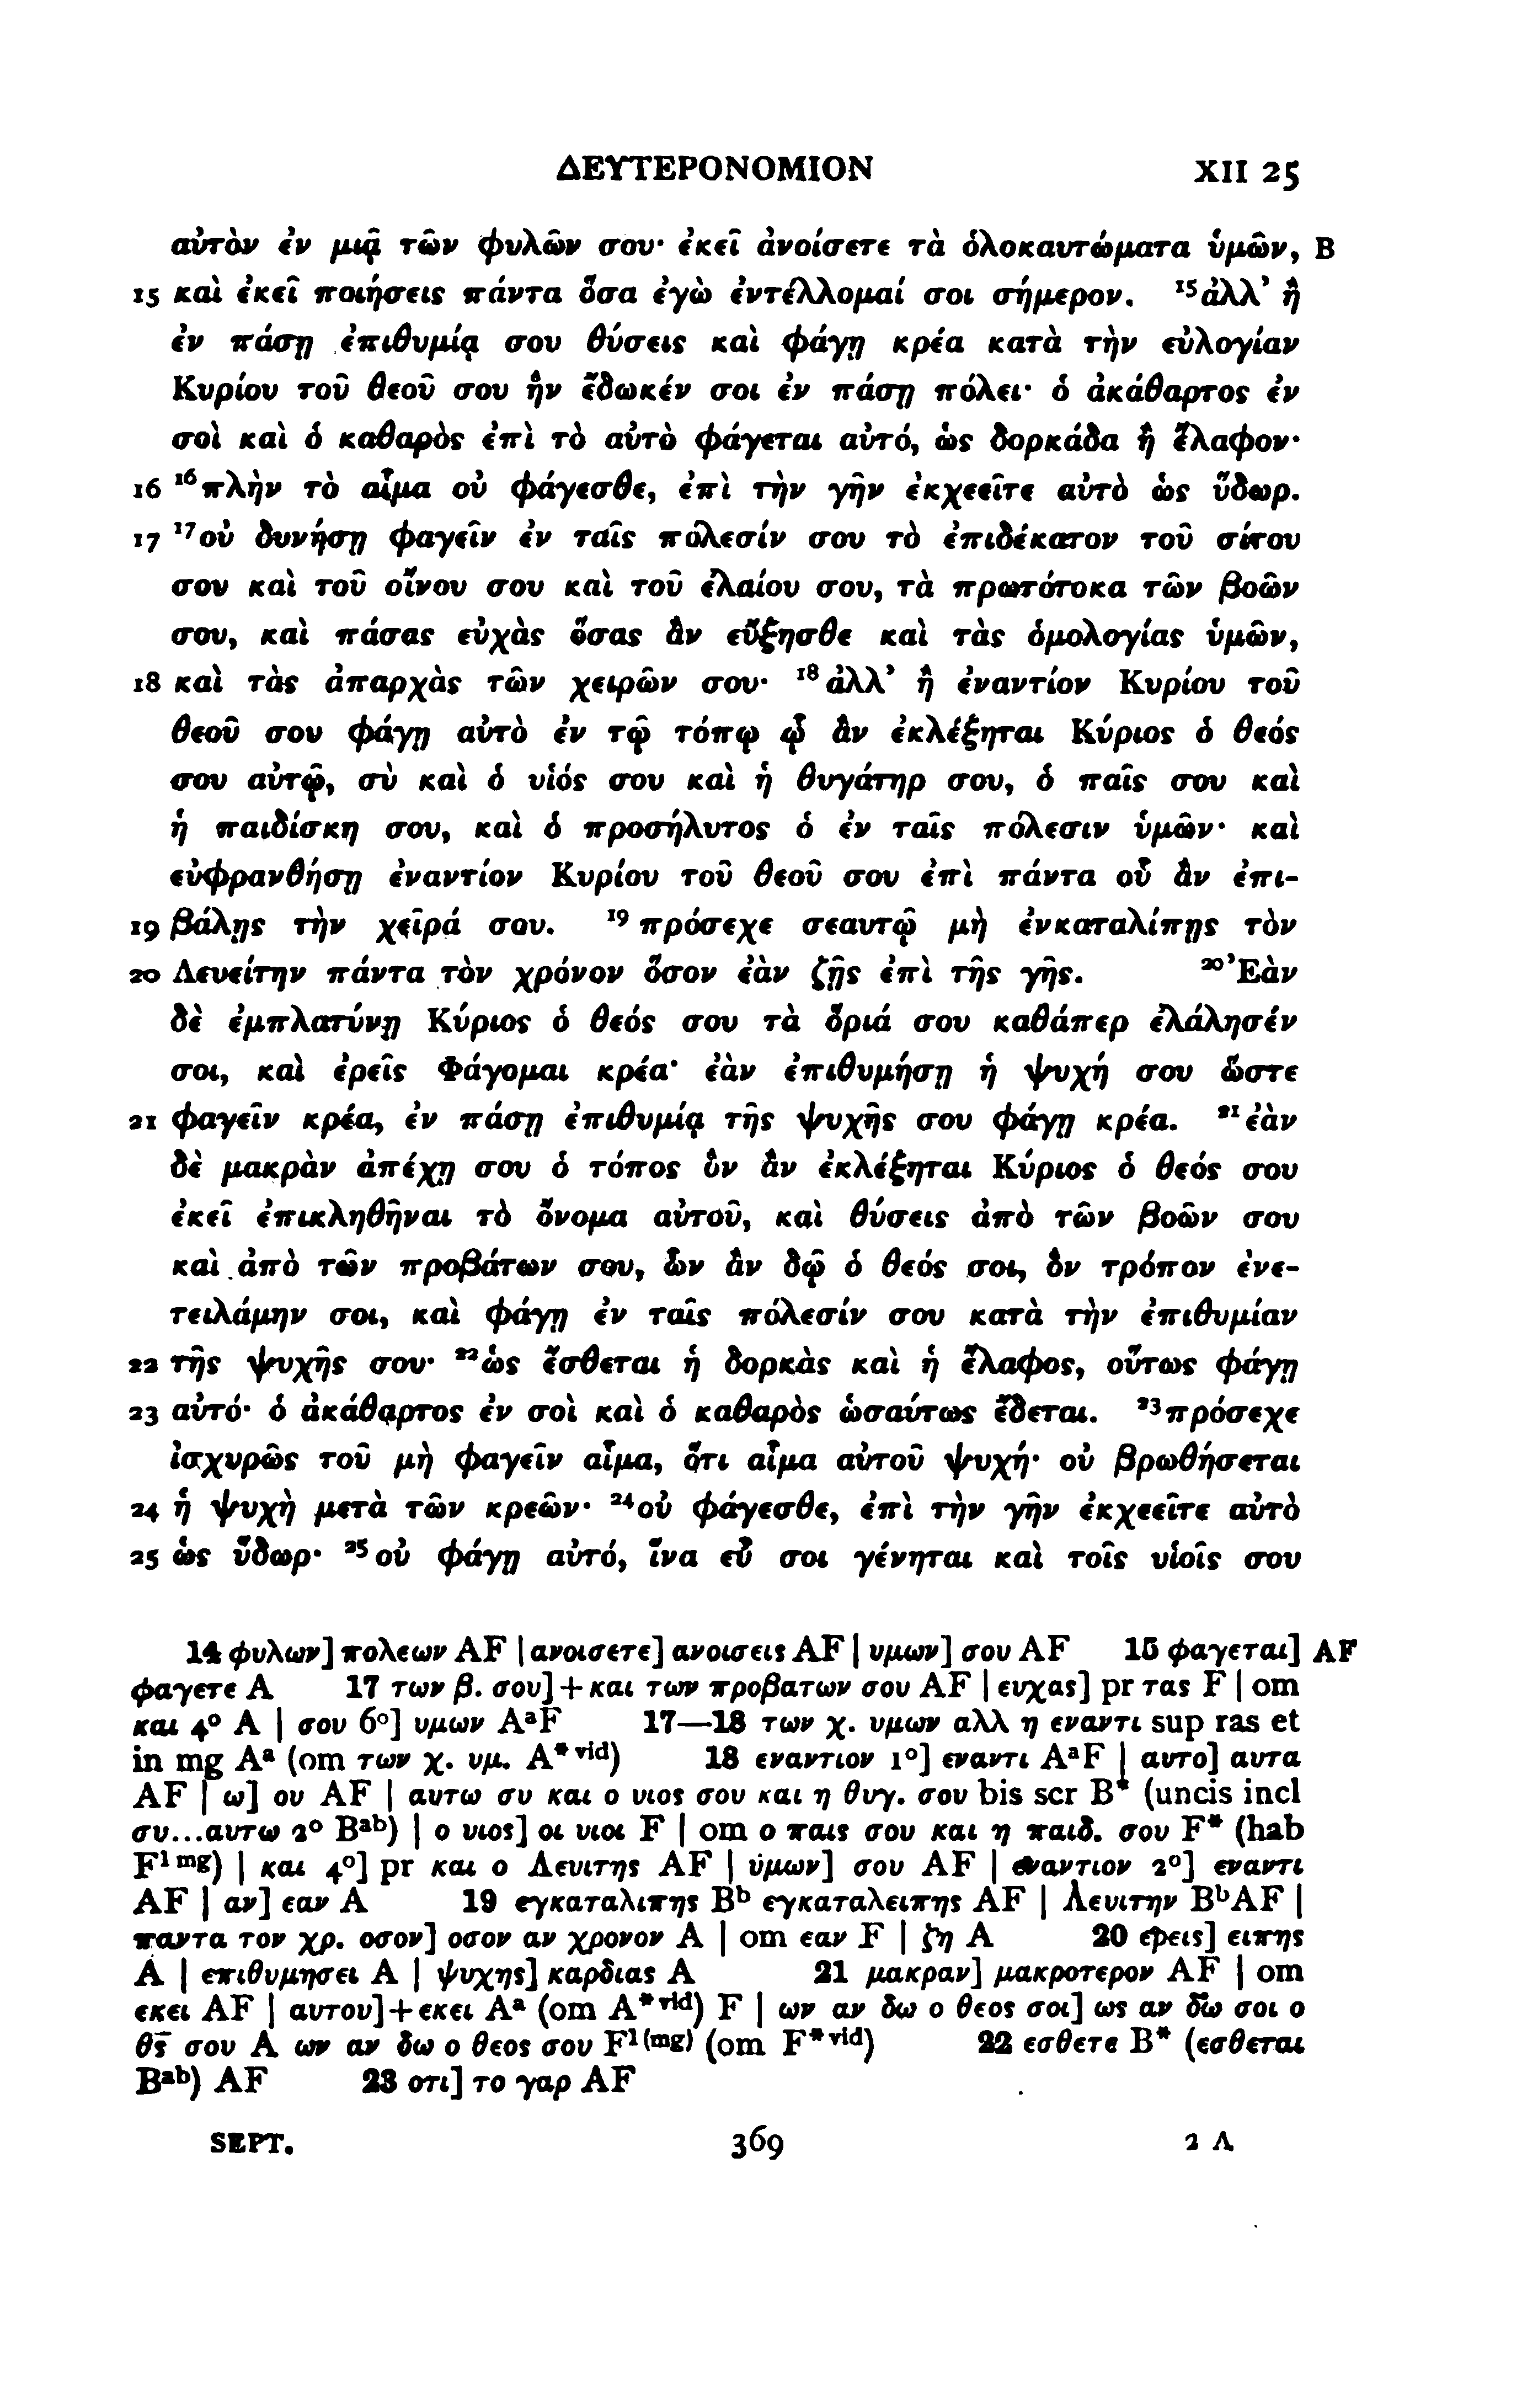 ΔΕΥΤΕΡΟΝΟΜΙΟΝ XII 25
αὐτὸν ἐν μιᾷ τῶν φυλῶν σου· ἐκεῖ ἀνοίσετε τὰ ὁλοκαυτώματα ὑμῶν, B
15 καὶ ἐκεῖ ποιήσεις πάντα ὅσα ἐγὼ ἐντέλλομαί σοι σήμερον. ¹⁵ἀλλ’ ἢ
ἐν πάσῃ ἐπιθυμίᾳ σου θύσεις καὶ φάγῃ κρέα κατὰ τὴν εὐλογίαν
Κυρίου τοῦ θεοῦ σου ἣν ἔδωκέν σοι ἐν πάσῃ πόλει· ὁ ἀκάθαρτος ἐν
σοὶ καὶ ὁ καθαρὸς ἐπὶ τὸ αὐτὸ φάγεται αὐτό, ὡς δορκάδα ἢ ἔλαφον·
16 ¹⁶πλὴν τὸ αἷμα οὐ φάγεσθε, ἐπὶ τὴν γῆν ἐκχεεῖτε αὐτὸ ὡς ὕδωρ.
17 ¹⁷οὐ δυνήσῃ φαγεῖν ἐν ταῖς πόλεσίν σου τὸ ἐπιδέκατον τοῦ σίτου
σου καὶ τοῦ οἴνου σου καὶ τοῦ ἐλαίου σου, τὰ πρωτότοκα τῶν βοῶν
σου, καὶ πάσας εὐχὰς ὅσας ἂν εὔξησθε καὶ τὰς ὁμολογίας ὑμῶν,
18 καὶ τὰς ἀπαρχὰς τῶν χειρῶν σου· ¹⁸ἀλλ’ ἢ ἐναντίον Κυρίου τοῦ
θεοῦ σου φάγῃ αὐτὸ ἐν τῷ τόπῳ ᾧ ἂν ἐκλέξηται Κύριος ὁ θεός
σου αὐτῷ, σὺ καὶ ὁ υἱός σου καὶ ἡ θυγάτηρ σου, ὁ παῖς σου καὶ
ἡ παιδίσκη σου, καὶ ὁ προσήλυτος ὁ ἐν ταῖς πόλεσιν ὑμῶν· καὶ
εὐφρανθήσῃ ἐναντίον Κυρίου τοῦ θεοῦ σου ἐπὶ πάντα οὗ ἂν ἐπι-
19 βάλῃς τὴν χεῖρά σου. ¹⁹πρόσεχε σεαυτῷ μὴ ἐνκαταλίπῃς τὸν
20 Λευείτην πάντα τὸν χρόνον ὅσον ἐὰν ζῇς ἐπὶ τῆς γῆς. ²⁰Ἐὰν
δὲ ἐμπλατύνῃ Κύριος ὁ θεός σου τὰ ὅριά σου καθάπερ ἐλάλησέν
σοι, καὶ ἐρεῖς Φάγομαι κρέα· ἐὰν ἐπιθυμήσῃ ἡ ψυχή σου ὥστε
21 φαγεῖν κρέα, ἐν πάσῃ ἐπιθυμίᾳ τῆς ψυχῆς σου φάγῃ κρέα. ²¹ἐὰν
δὲ μακρὰν ἀπέχῃ σου ὁ τόπος ὃν ἂν ἐκλέξηται Κύριος ὁ θεός σου
ἐκεῖ ἐπικληθῆναι τὸ ὄνομα αὐτοῦ, καὶ θύσεις ἀπὸ τῶν βοῶν σου
καὶ ἀπὸ τῶν προβάτων σου, ὧν ἂν δῷ ὁ θεός σοι, ὃν τρόπον ἐνε-
τειλάμην σοι, καὶ φάγῃ ἐν ταῖς πόλεσίν σου κατὰ τὴν ἐπιθυμίαν
22 τῆς ψυχῆς σου· ²²ὡς ἔσθεται ἡ δορκὰς καὶ ἡ ἔλαφος, οὕτως φάγῃ
23 αὐτό· ὁ ἀκάθαρτος ἐν σοὶ καὶ ὁ καθαρὸς ὡσαύτως ἔδεται. ²³πρόσεχε
ἰσχυρῶς τοῦ μὴ φαγεῖν αἷμα, ὅτι αἷμα αὐτοῦ ψυχή· οὐ βρωθήσεται
24 ἡ ψυχὴ μετὰ τῶν κρεῶν· ²⁴οὐ φάγεσθε, ἐπὶ τὴν γῆν ἐκχεεῖτε αὐτὸ
25 ὡς ὕδωρ· ²⁵οὐ φάγῃ αὐτό, ἵνα εὖ σοι γένηται καὶ τοῖς υἱοῖς σου
14 φυλων] πολεων AF | ανοισετε] ανοισεις AF | υμων] σου AF 15 φαγεται] AF
φαγετε A 17 των β. σου] + και των προβατων σου AF | ευχας] pr τας F | om
και 4° A | σου 6°] υμων AᵃF 17—18 των χ. υμων αλλ η εναντι sup ras et
in mg Aᵃ (om των χ. υμ. A*ᵛⁱᵈ) 18 εναντιον 1°] εναντι AᵃF | αυτο] αυτα
AF | ω] ου AF | αυτω συ και ο υιος σου και η θυγ. σου bis scr B* (uncis incl
συ...αυτω 2° Bᵃᵇ) | ο υιος] οι υιοι F | om ο παις σου και η παιδ. σου F* (hab
F¹ᵐᵍ) | και 4°] pr και ο Λευιτης AF | ὑμων] σου AF | εναντιον 2°] εναντι
AF | αν] εαν A 19 εγκαταλιπης Bᵇ εγκαταλειπης AF | Λευιτην BᵇAF |
παντα τον χρ. οσον] οσον αν χρονον A | om εαν F | ζη A 20 ερεις] ειπης
A | επιθυμησει A | ψυχης] καρδιας A 21 μακραν] μακροτερον AF | om
εκει AF | αυτου] + εκει Aᵃ (om A*ᵛⁱᵈ) F | ων αν δω ο θεος σοι] ως αν δω σοι ο
θ̅ς̅ σου A ων αν δω ο θεος σου F¹⁽ᵐᵍ⁾ (om F*ᵛⁱᵈ) 22 εσθετε B* (εσθεται
Bᵃᵇ) AF 23 οτι] το γαρ AF
SEPT. 369 2 A